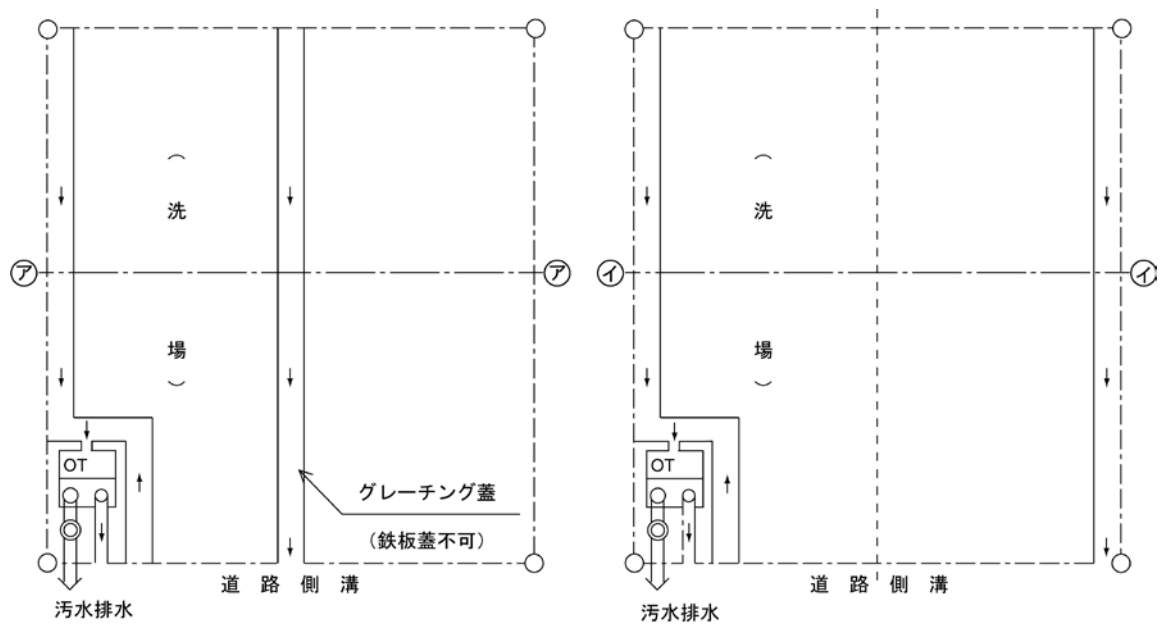 （洗場）
㋐
㋐
OT
グレーチング蓋
（鉄板蓋不可）
道路側溝
汚水排水
（洗場）
㋑
㋑
OT
道路側溝
汚水排水